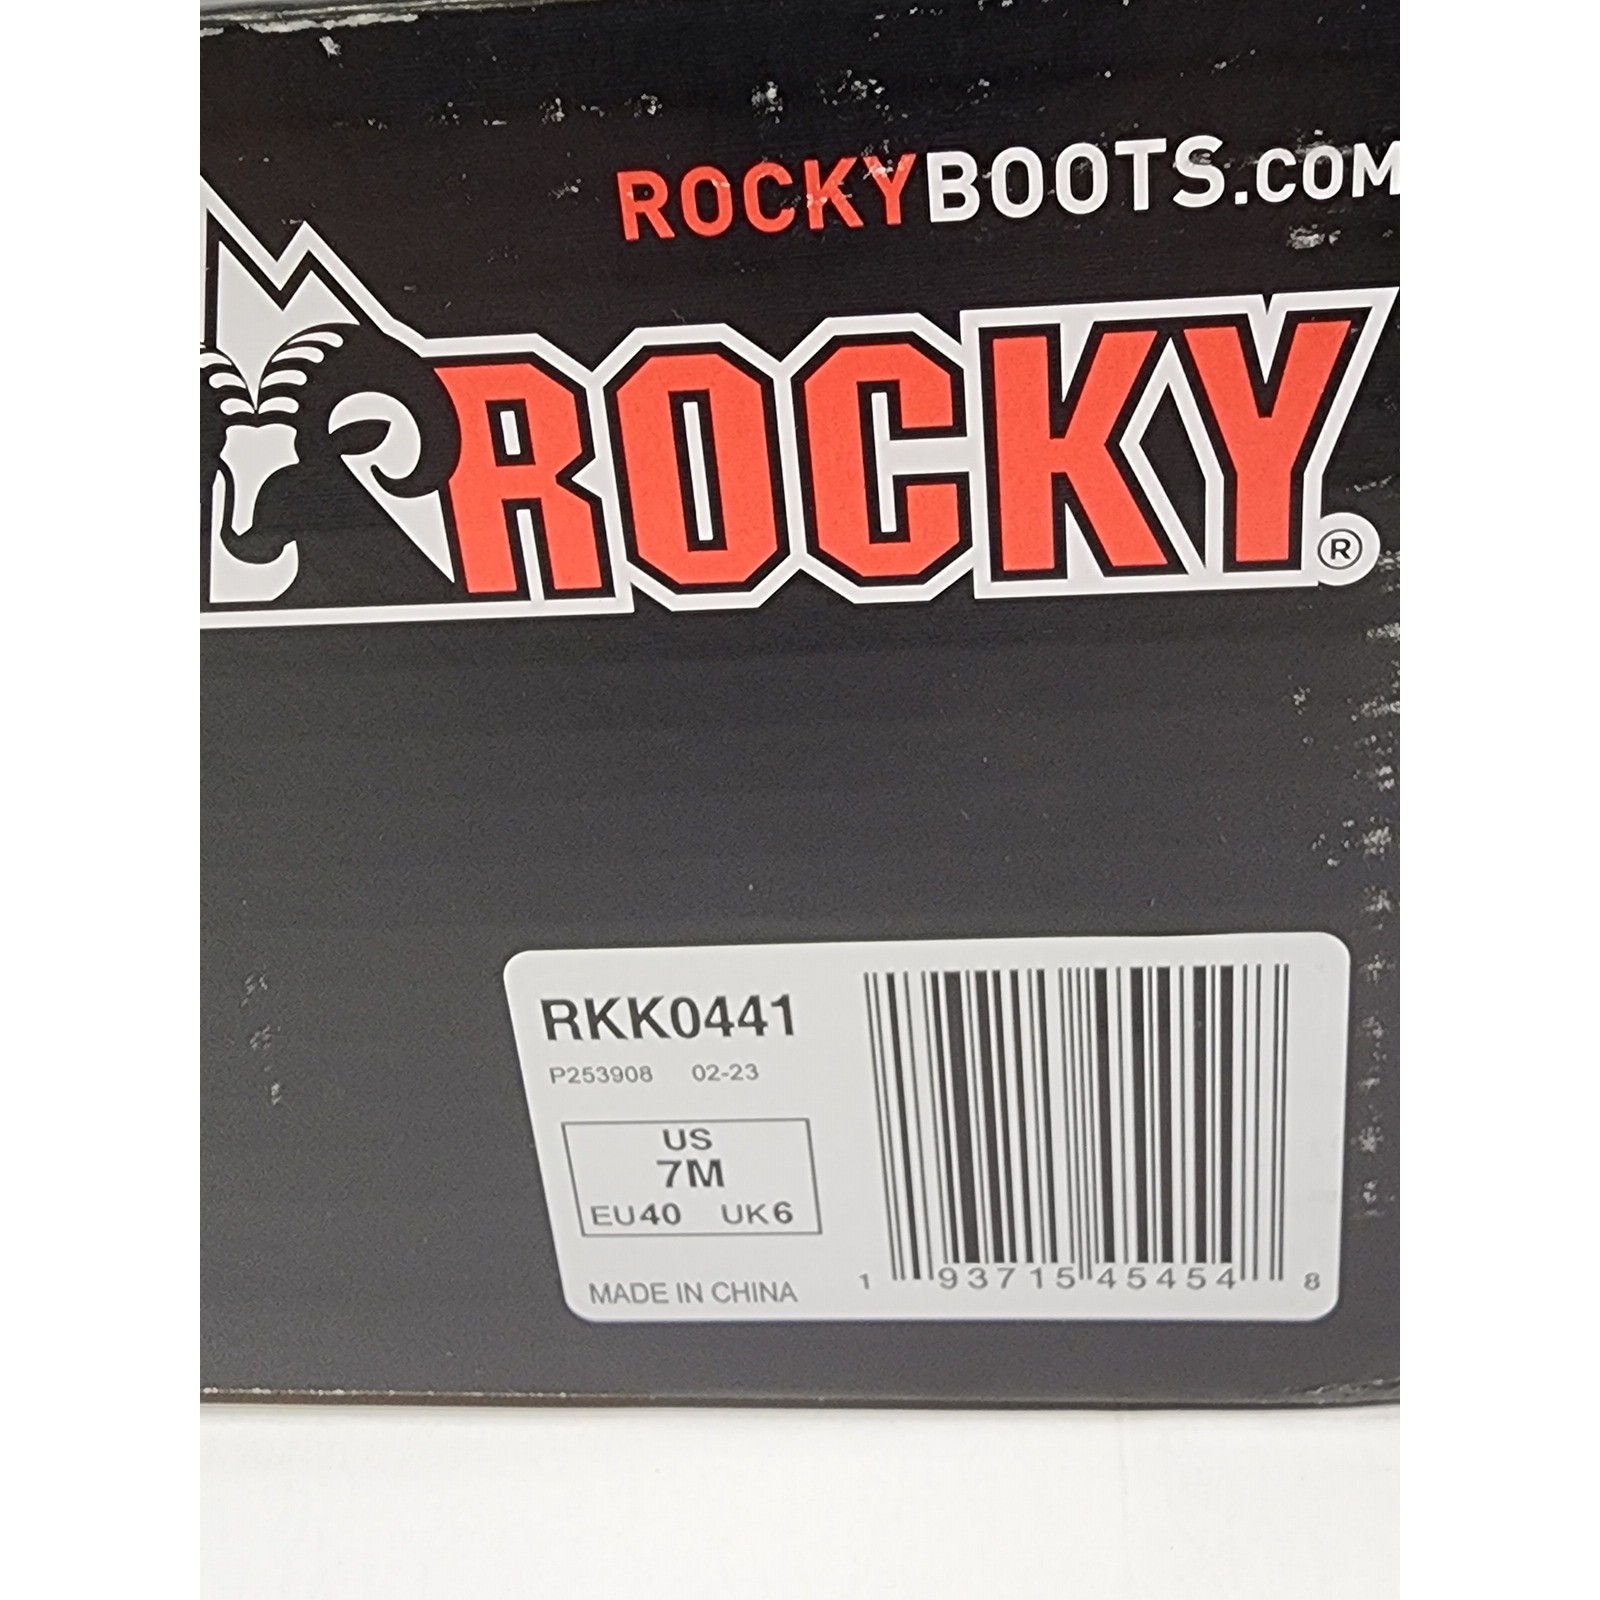 ROCKYBOOTS.COM
ROCKY®
RKK0441
P253908 02-23
US
7M
EU40 UK6
MADE IN CHINA
1 93715 45454 8